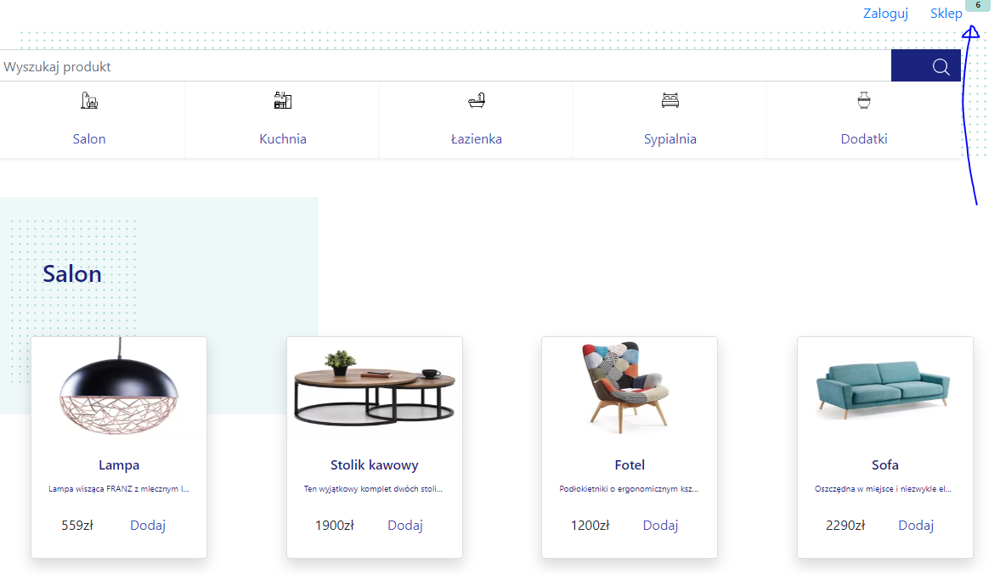 Zaloguj Sklep 6
Wyszukaj produkt
Salon Kuchnia Łazienka Sypialnia Dodatki
Salon
Lampa Stolik kawowy Fotel Sofa
Lampa wisząca FRANZ z mlecznym l... Ten wyjątkowy komplet dwóch stoli... Podłokietniki o ergonomicznym ksz... Oszczędna w miejsce i niezwykle el...
559zł Dodaj 1900zł Dodaj 1200zł Dodaj 2290zł Dodaj